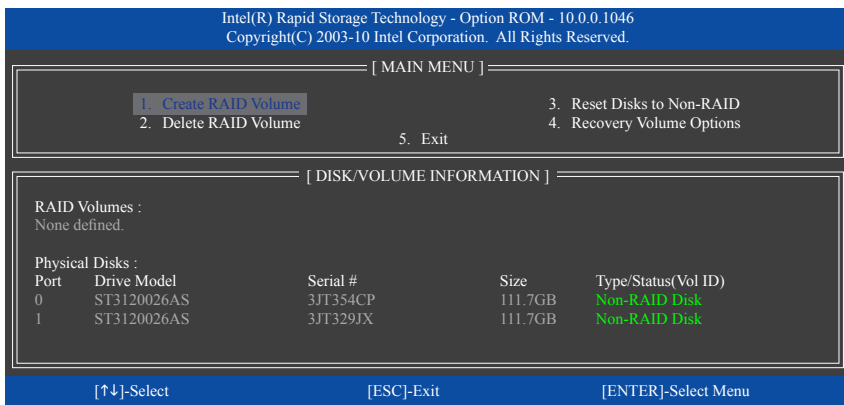 Intel(R) Rapid Storage Technology - Option ROM - 10.0.0.1046
Copyright(C) 2003-10 Intel Corporation. All Rights Reserved.
[ MAIN MENU ]
1. Create RAID Volume 3. Reset Disks to Non-RAID
2. Delete RAID Volume 4. Recovery Volume Options
5. Exit
[ DISK/VOLUME INFORMATION ]
RAID Volumes :
None defined.
Physical Disks :
Port Drive Model Serial # Size Type/Status(Vol ID)
0 ST3120026AS 3JT354CP 111.7GB Non-RAID Disk
1 ST3120026AS 3JT329JX 111.7GB Non-RAID Disk
[↑↓]-Select [ESC]-Exit [ENTER]-Select Menu